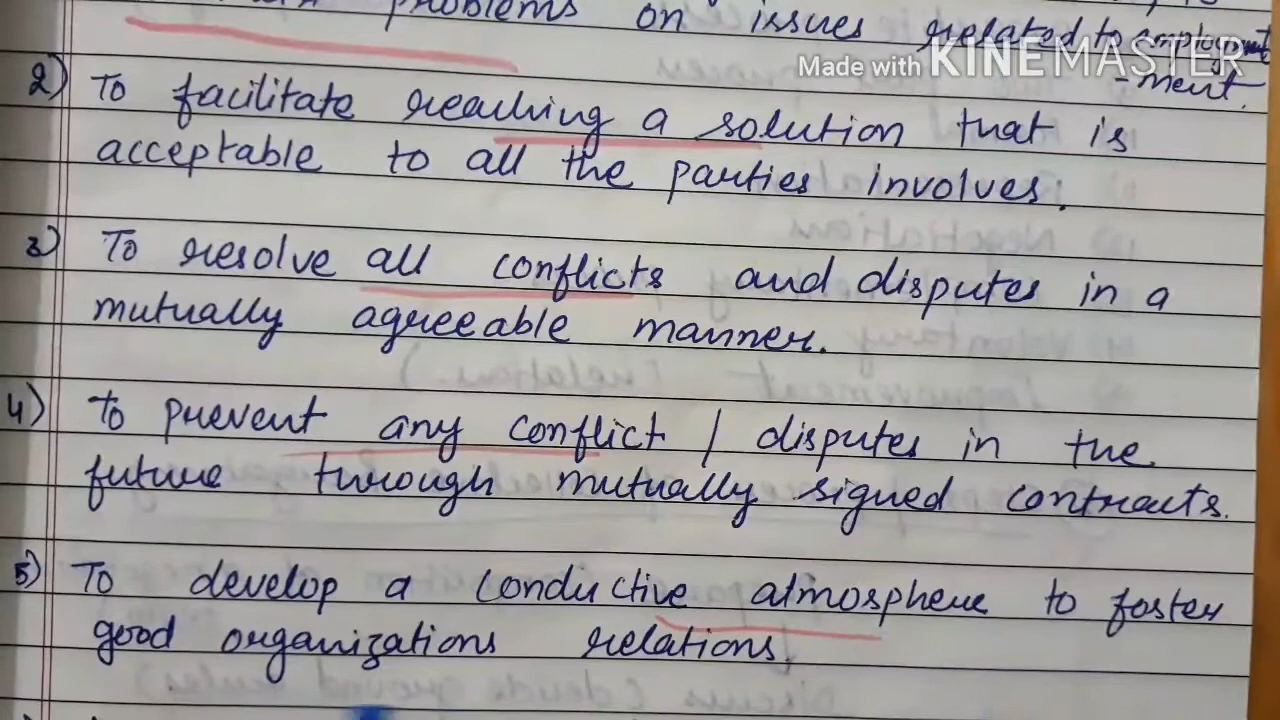 problems on issues related to employment
Made with KINEMASTER
-ment.
2) To facilitate reaching a solution that is
acceptable to all the parties involves.
3) To resolve all conflicts and disputes in a
mutually agreeable manner.
4) To prevent any conflict / disputes in the
future through mutually signed contracts.
5) To develop a conductive atmosphere to foster
good organizations relations.